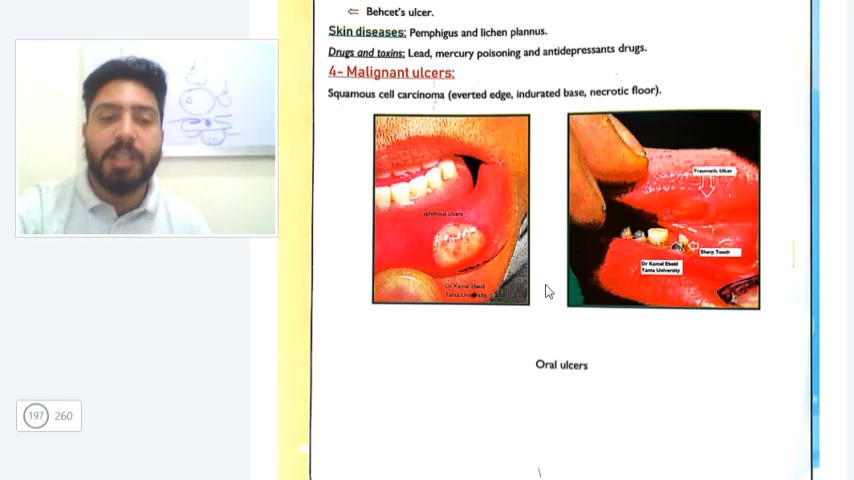 ⇐ Behcet's ulcer.
Skin diseases: Pemphigus and lichen plannus.
Drugs and toxins: Lead, mercury poisoning and antidepressants drugs.
4- Malignant ulcers:
Squamous cell carcinoma (everted edge, indurated base, necrotic floor).
ulcers
Dr Kamal Ebeid
Tanta University
Traumatic Ulcer
Sharp Tooth
Dr Kamal Ebeid
Tanta University
Oral ulcers
197 260